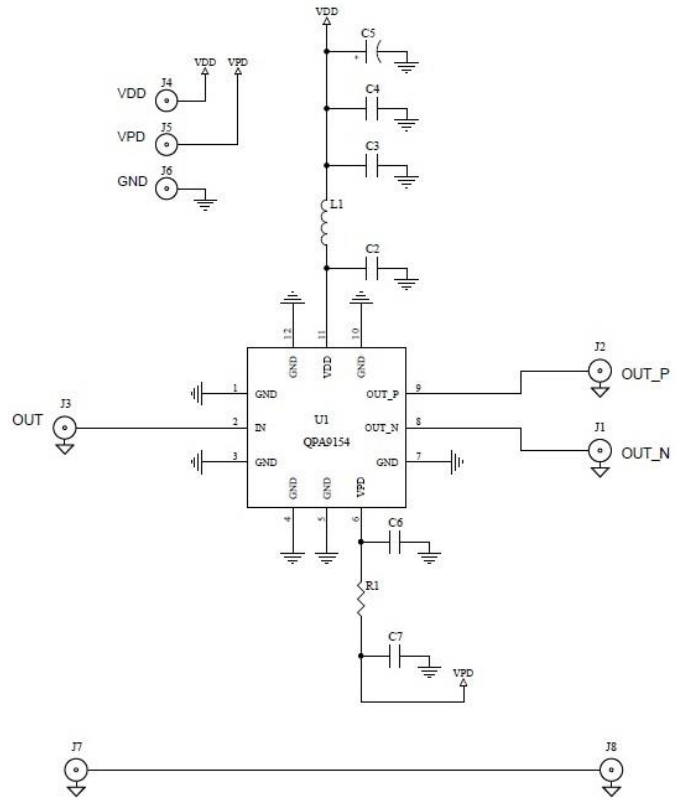 VDD
C5
+
VDD VPD
J4
VDD
C4
J5
VPD
C3
J6
GND
L1
C2
12 11 10
GND VDD GND
J2
1 GND OUT_P 9
OUT_P
J3
OUT
U1
2 IN OUT_N 8
QPA9154
J1
OUT_N
3 GND GND 7
GND GND VPD
4 5 6
C6
R1
C7
VPD
J7 J8